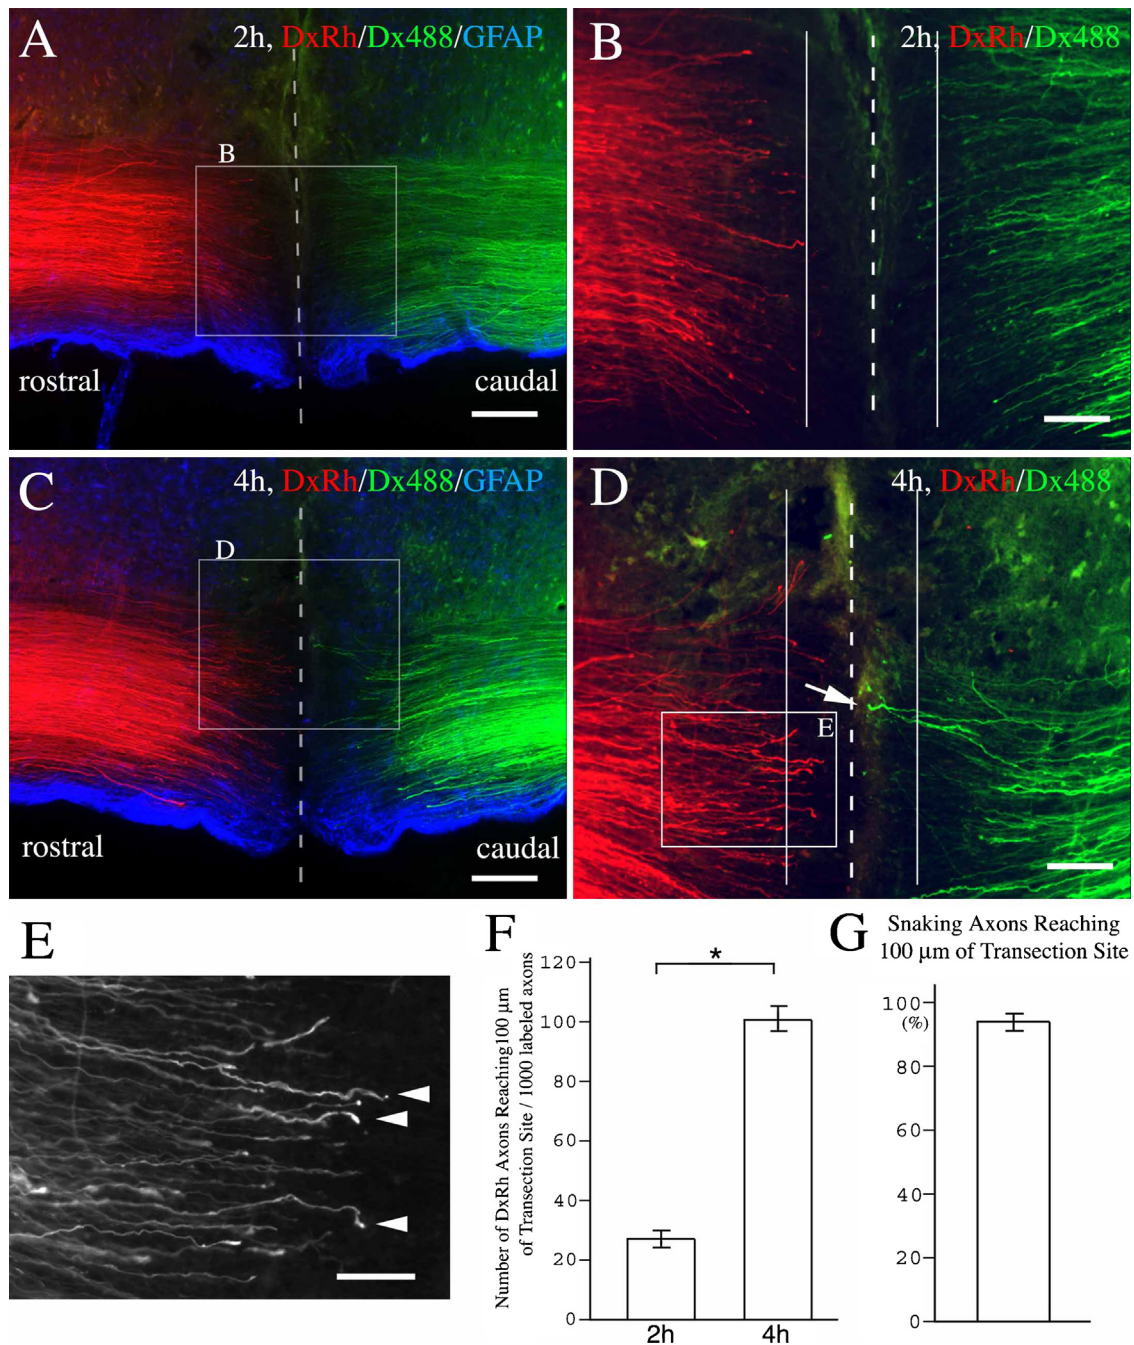 A
2h, DxRh/Dx488/GFAP
B
rostral
caudal
B
2h, DxRh/Dx488
C
4h, DxRh/Dx488/GFAP
D
rostral
caudal
D
4h, DxRh/Dx488
E
E
F
Number of DxRh Axons Reaching100 µm
of Transection Site / 1000 labeled axons
120
100
80
60
40
20
0
*
2h
4h
G
Snaking Axons Reaching
100 µm of Transection Site
100
(%)
80
60
40
20
0